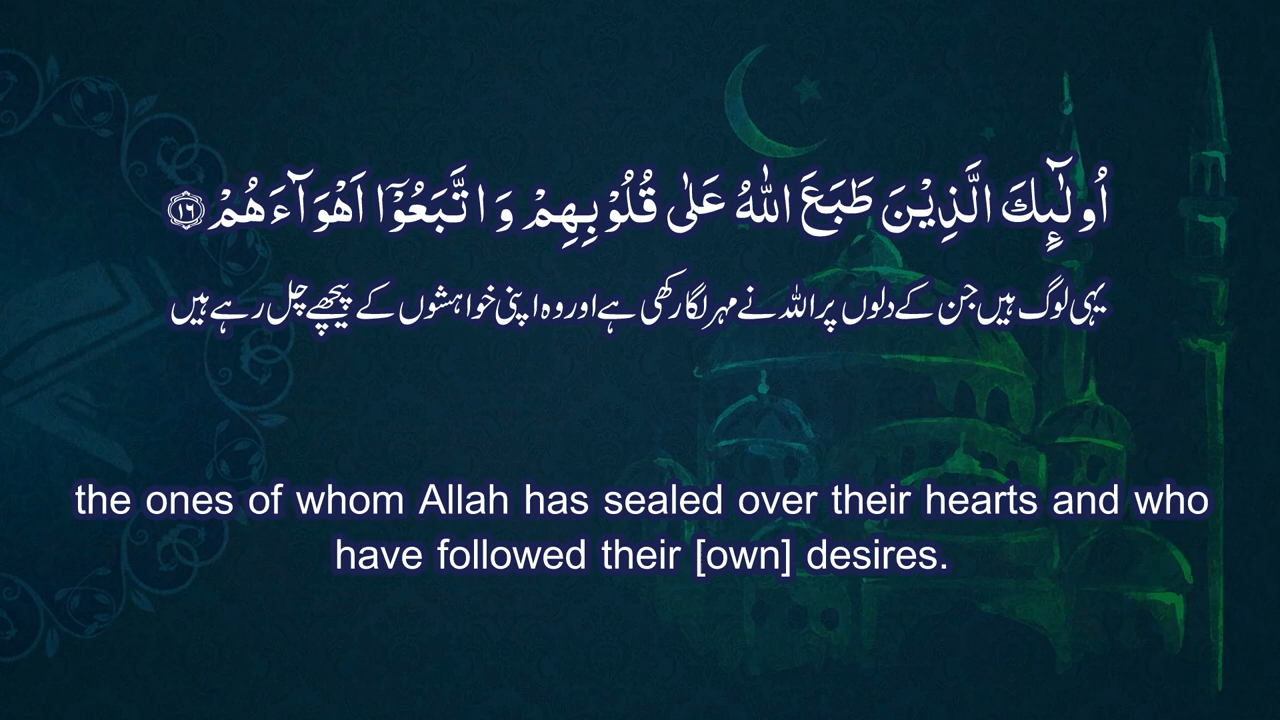 اُولٰٓئِكَ الَّذِيْنَ طَبَعَ اللّٰهُ عَلٰى قُلُوْبِهِمْ وَ اتَّبَعُوْۤا اَهْوَآءَهُمْ ۝۱۶
یہی لوگ ہیں جن کے دلوں پر اللہ نے مہر لگا رکھی ہے اور وہ اپنی خواہشوں کے پیچھے چل رہے ہیں
the ones of whom Allah has sealed over their hearts and who
have followed their [own] desires.